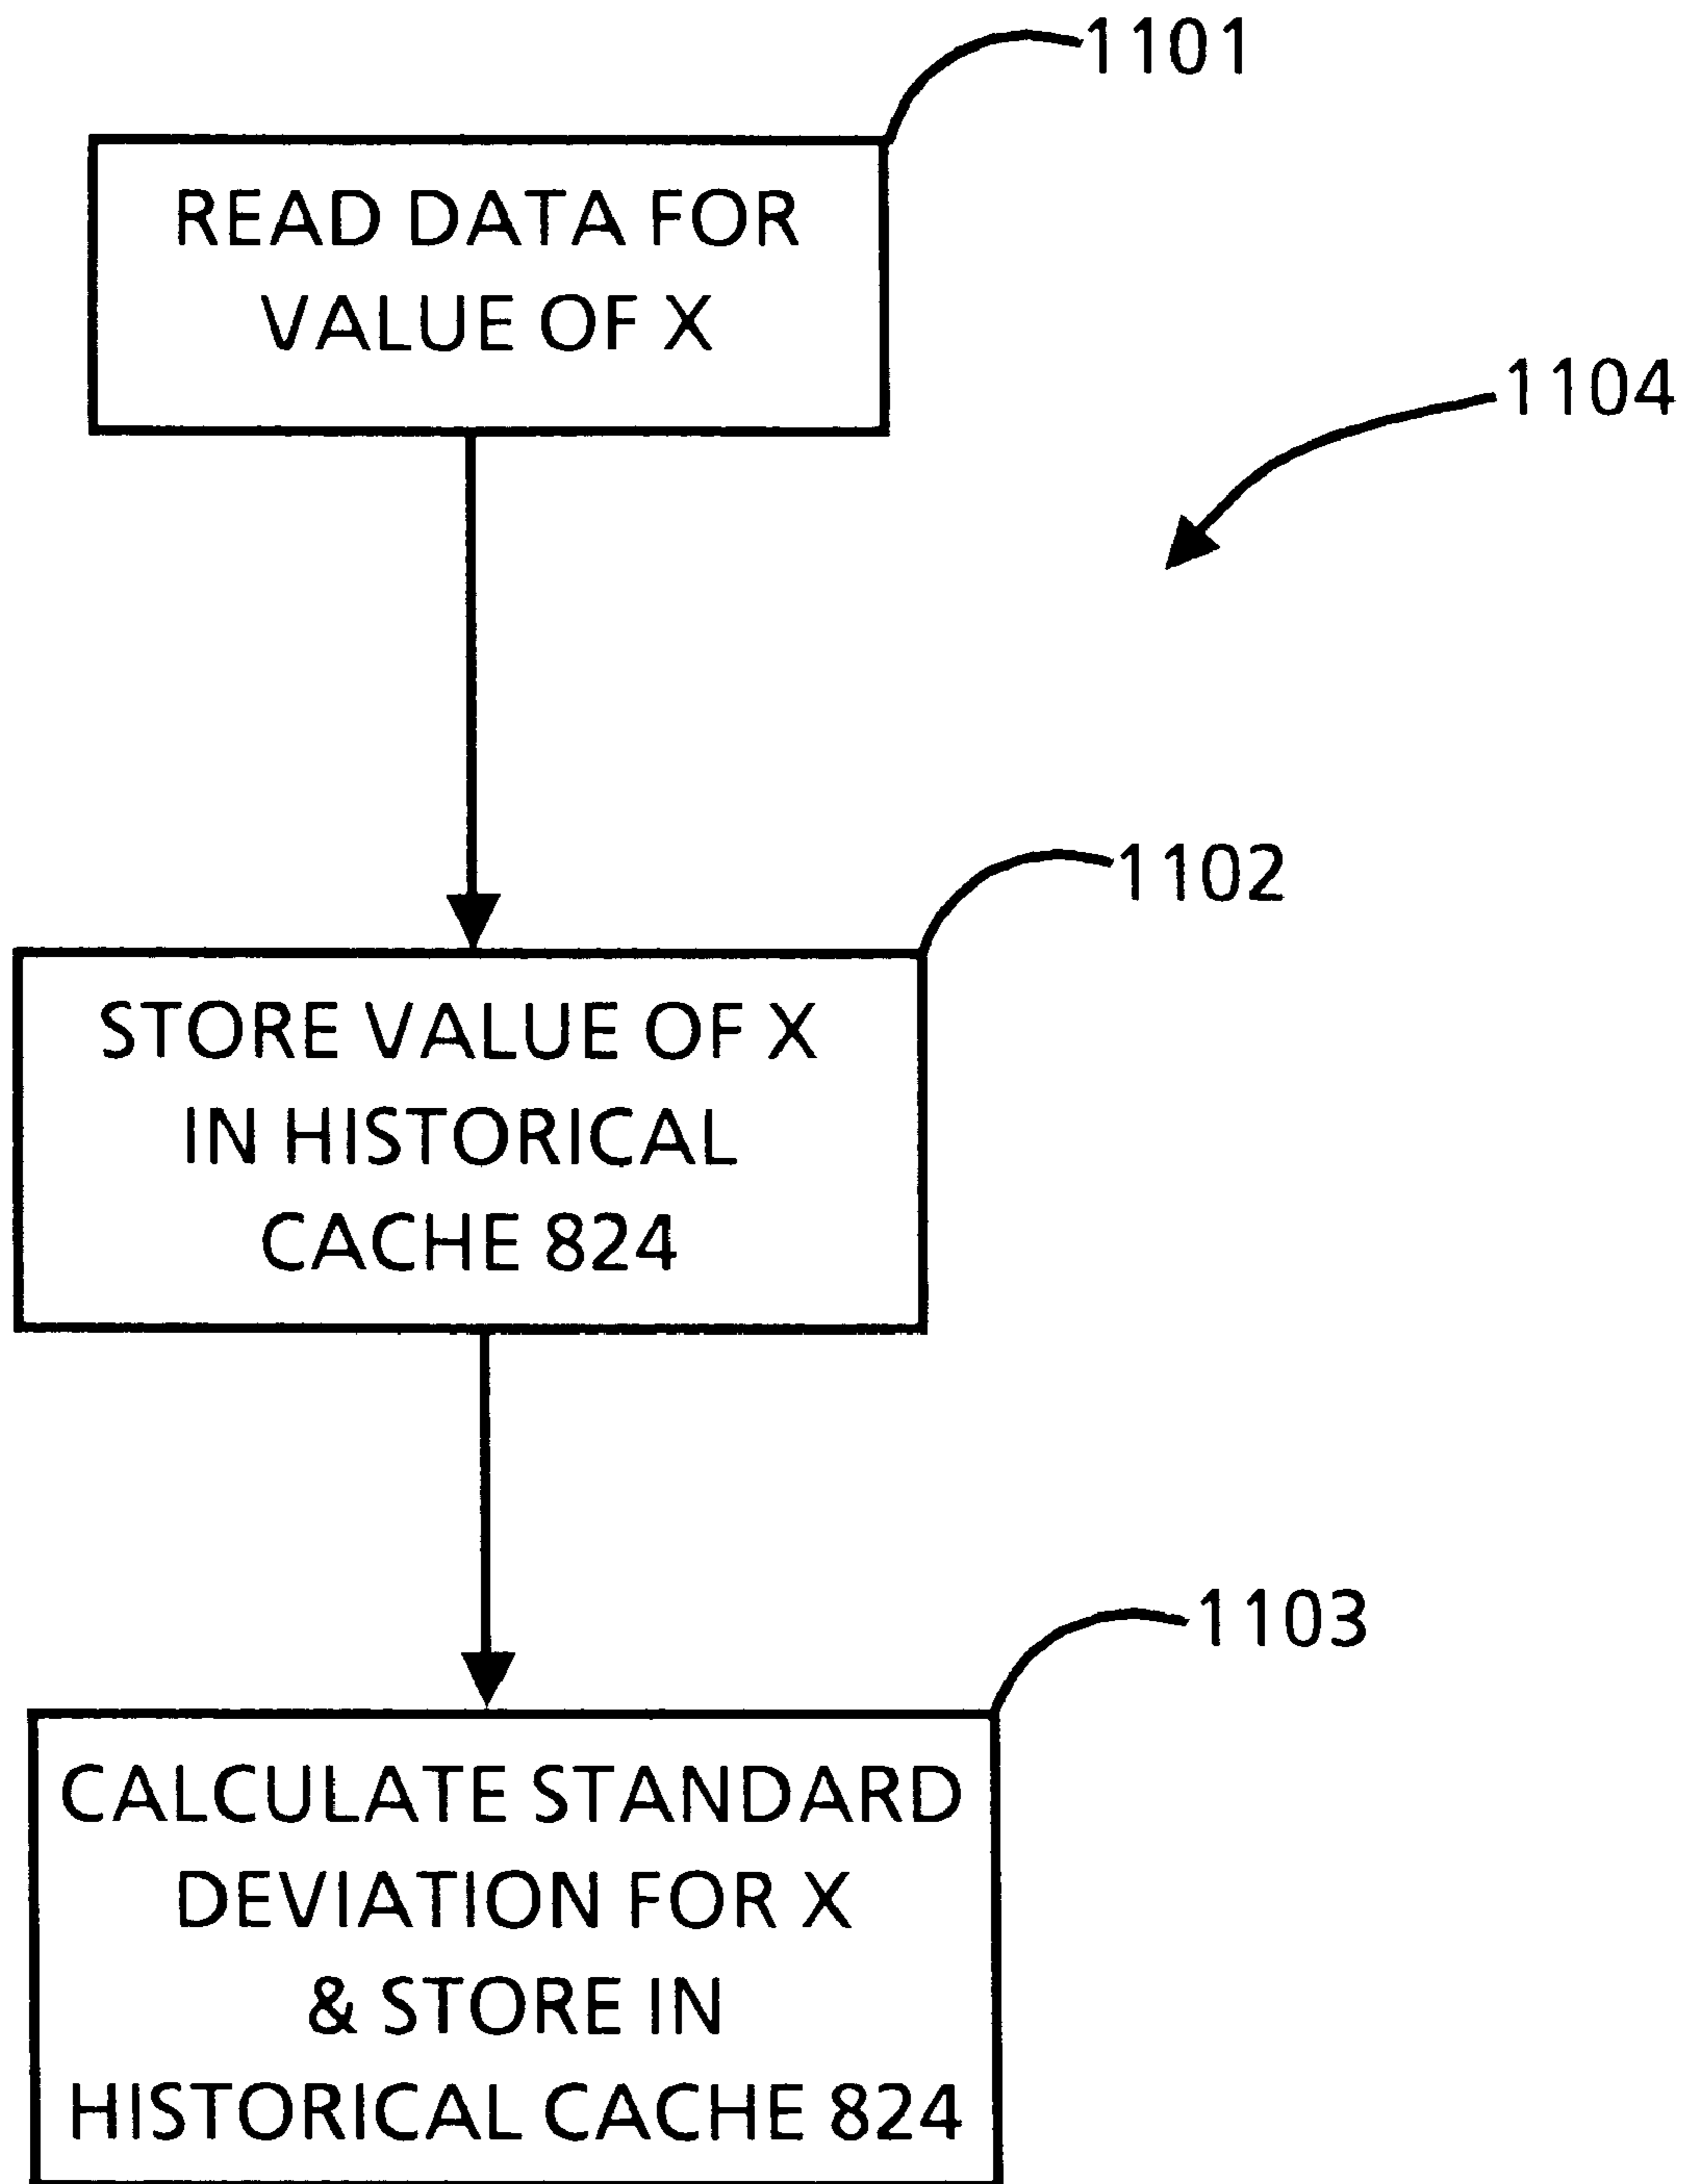 1101
READ DATA FOR
VALUE OF X
1104
1102
STORE VALUE OF X
IN HISTORICAL
CACHE 824
1103
CALCULATE STANDARD
DEVIATION FOR X
& STORE IN
HISTORICAL CACHE 824